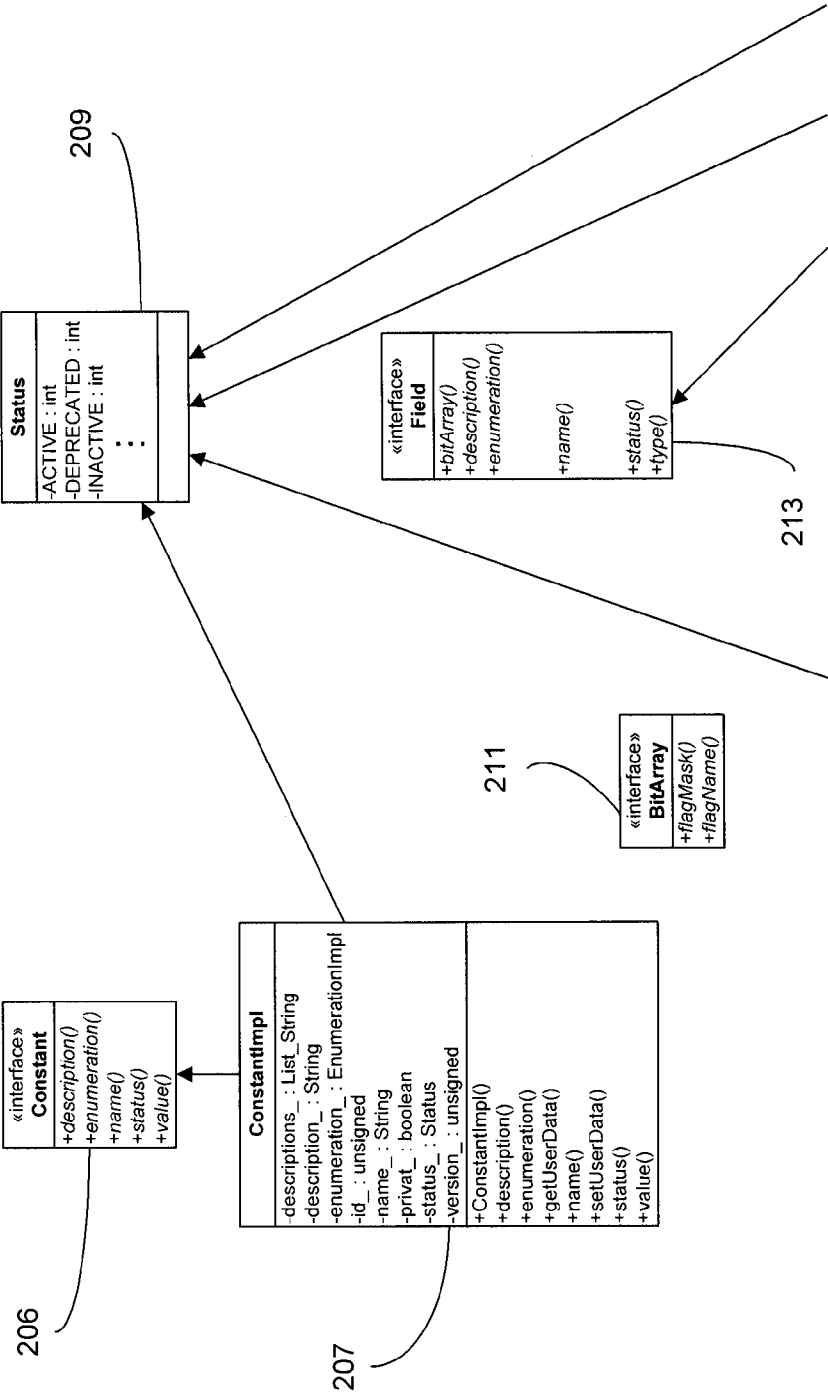 206
«interface»
Constant
+description()
+enumeration()
+name()
+status()
+value()
207
ConstantImpl
-descriptions_ : List_String
-description_ : String
-enumeration_ : EnumerationImpl
-id_ : unsigned
-name_ : String
-privat_ : boolean
-status_ : Status
-version_ : unsigned
+ConstantImpl()
+description()
+enumeration()
+getUserData()
+name()
+setUserData()
+status()
+value()
209
Status
-ACTIVE : int
-DEPRECATED : int
-INACTIVE : int
211
«interface»
BitArray
+flagMask()
+flagName()
«interface»
Field
+bitArray()
+description()
+enumeration()
+name()
+status()
+type()
213